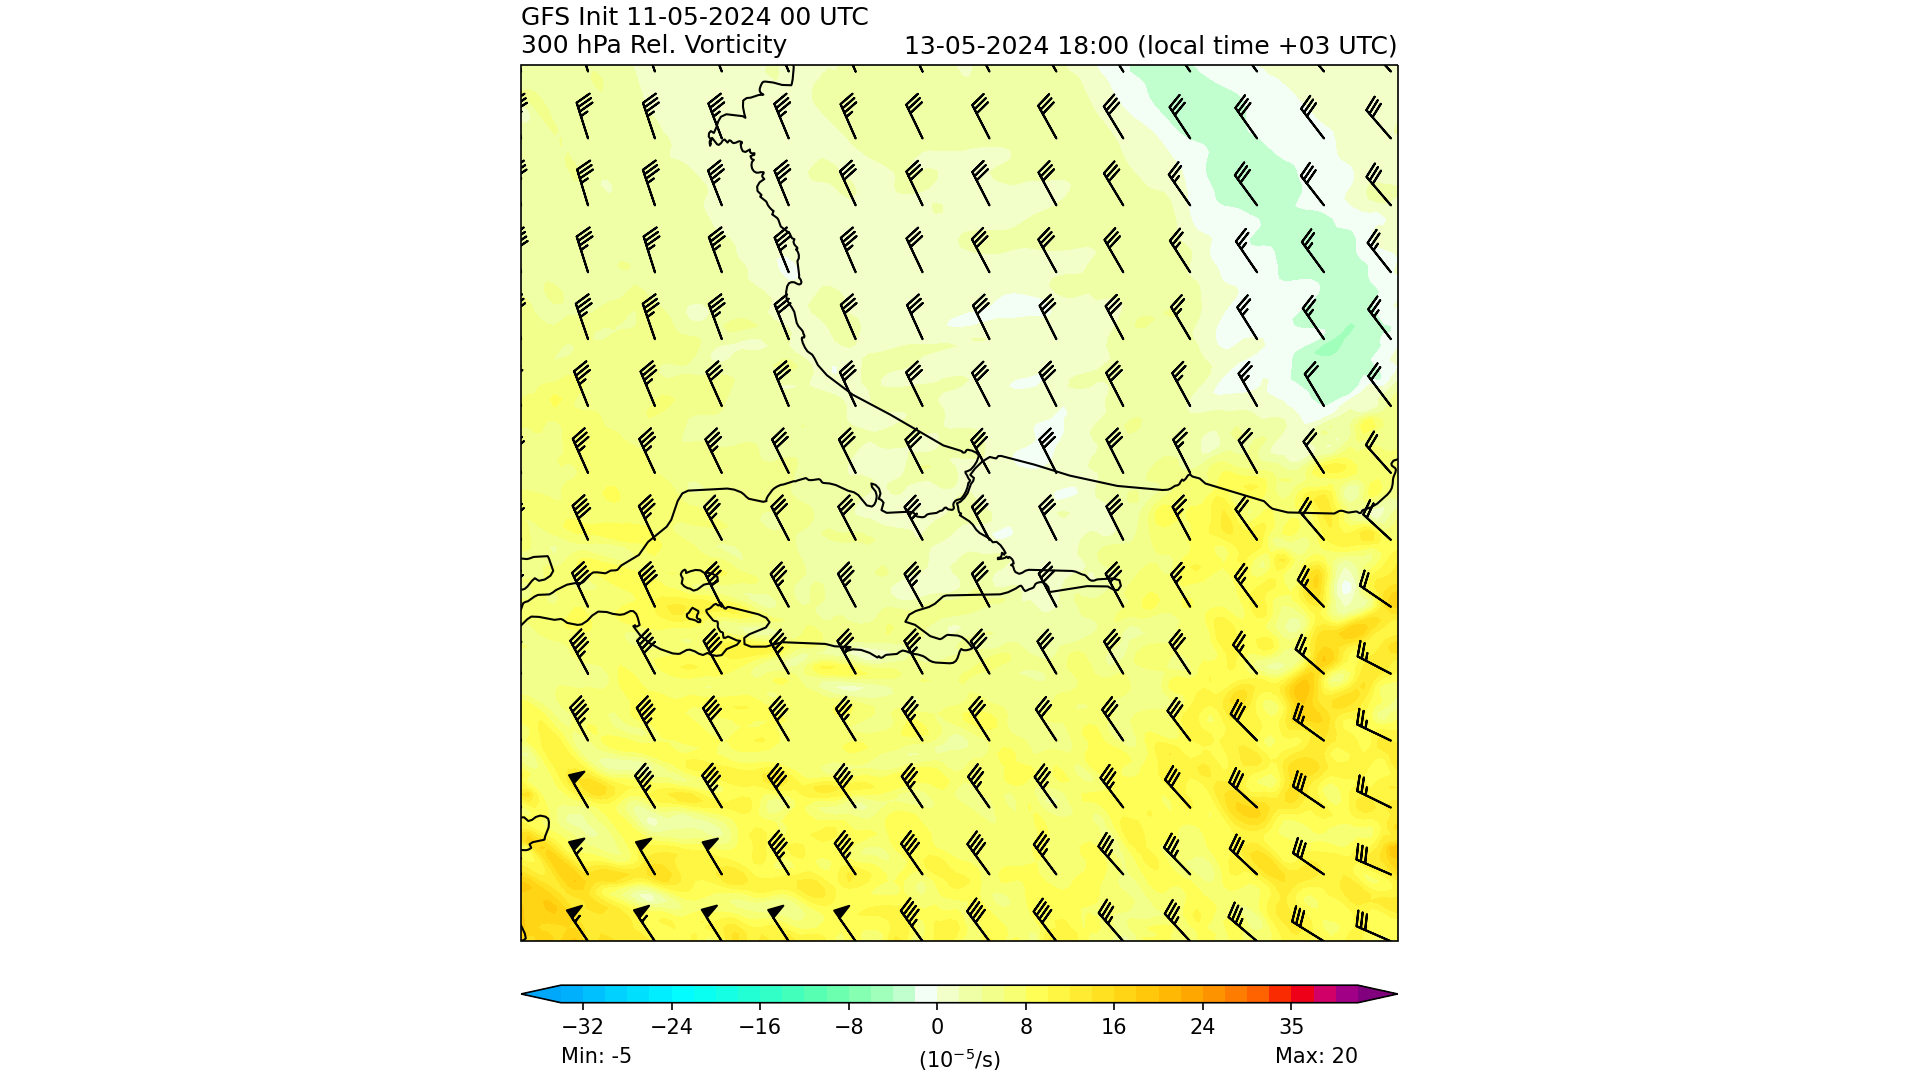 GFS Init 11-05-2024 00 UTC
300 hPa Rel. Vorticity
13-05-2024 18:00 (local time +03 UTC)
−32 −24 −16 −8 0 8 16 24 35
Min: -5
(10⁻⁵/s)
Max: 20